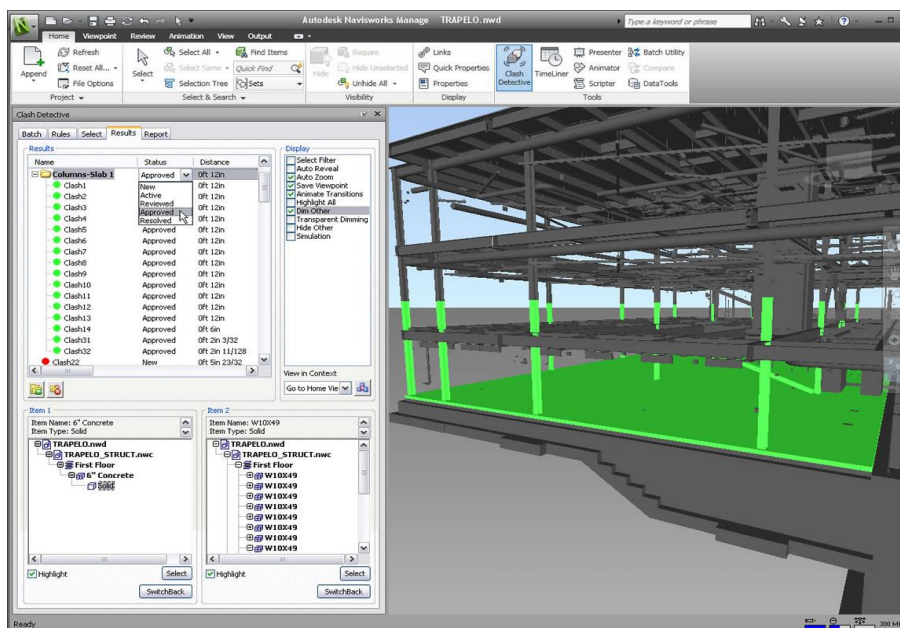 Autodesk Navisworks Manage TRAPELO.nwd
Type a keyword or phrase
Home Viewpoint Review Animation View Output
Append
Refresh
Reset All...
File Options
Project
Select
Select All
Select Same
Selection Tree
Find Items
Quick Find
Sets
Select & Search
Hide
Require
Hide Unselected
Unhide All
Visibility
Links
Quick Properties
Properties
Display
Clash Detective
TimeLiner
Presenter
Animator
Scripter
Batch Utility
Compare
DataTools
Tools
Clash Detective
Batch Rules Select Results Report
Results
Name Status Distance
Columns-Slab 1 Approved 0ft 12in
Clash1 New 0ft 12in
Clash2 Active 0ft 12in
Clash3 Reviewed 0ft 12in
Clash4 Approved 0ft 12in
Resolved
Clash5 Approved 0ft 12in
Clash6 Approved 0ft 12in
Clash7 Approved 0ft 12in
Clash8 Approved 0ft 12in
Clash9 Approved 0ft 12in
Clash10 Approved 0ft 12in
Clash11 Approved 0ft 12in
Clash12 Approved 0ft 12in
Clash13 Approved 0ft 12in
Clash14 Approved 0ft 6in
Clash31 Approved 0ft 2in 3/32
Clash32 Approved 0ft 2in 11/128
Clash22 New 0ft 5in 23/32
Display
Select Filter
Auto Reveal
Auto Zoom
Save Viewpoint
Animate Transitions
Highlight All
Dim Other
Transparent Dimming
Hide Other
Simulation
View in Context
Go to Home Vie
Item 1
Item Name: 6" Concrete
Item Type: Solid
TRAPELO.nwd
TRAPELO_STRUCT.nwc
First Floor
6" Concrete
Solid
Highlight Select
SwitchBack
Item 2
Item Name: W10X49
Item Type: Solid
TRAPELO.nwd
TRAPELO_STRUCT.nwc
First Floor
W10X49
W10X49
W10X49
W10X49
W10X49
W10X49
W10X49
W10X49
Highlight Select
SwitchBack
Ready